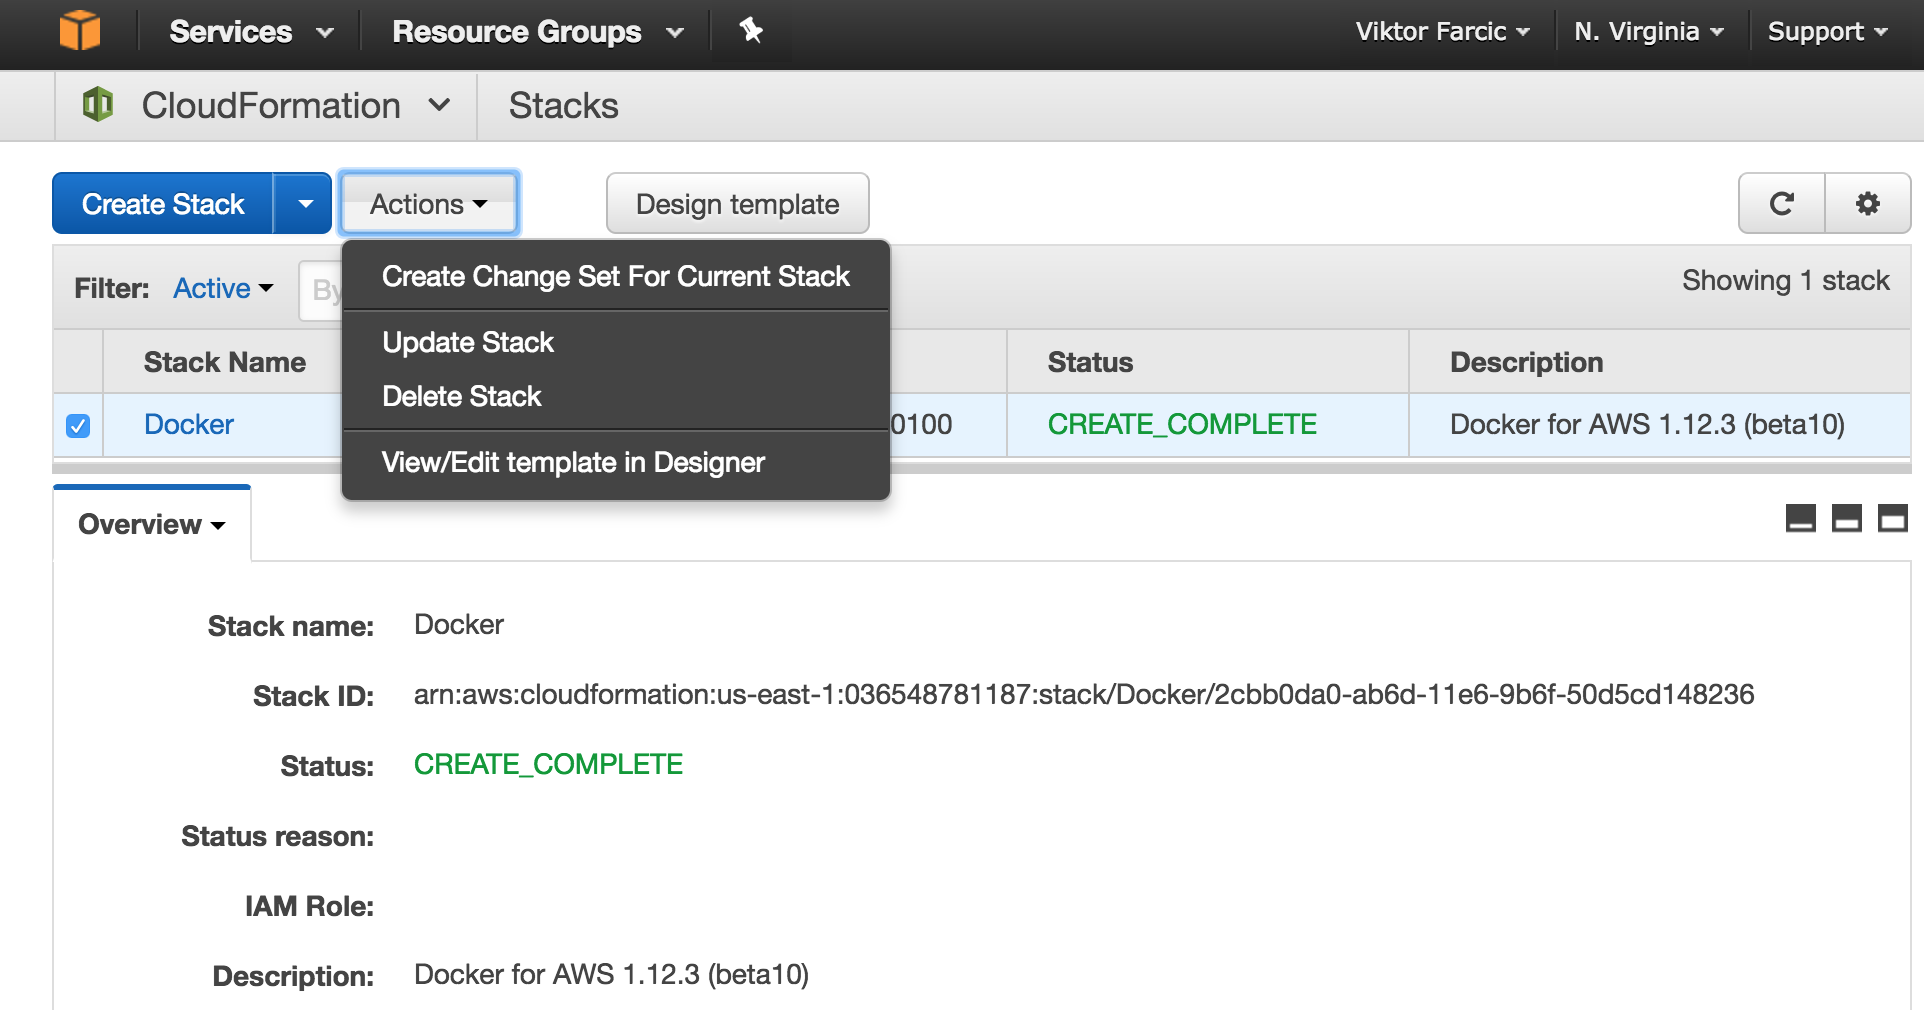 Services Resource Groups Viktor Farcic N. Virginia Support
CloudFormation Stacks
Create Stack Actions Design template
Create Change Set For Current Stack
Update Stack
Delete Stack
View/Edit template in Designer
Filter: Active By Showing 1 stack
Stack Name Status Description
Docker 0100 CREATE_COMPLETE Docker for AWS 1.12.3 (beta10)
Overview
Stack name: Docker
Stack ID: arn:aws:cloudformation:us-east-1:036548781187:stack/Docker/2cbb0da0-ab6d-11e6-9b6f-50d5cd148236
Status: CREATE_COMPLETE
Status reason:
IAM Role:
Description: Docker for AWS 1.12.3 (beta10)